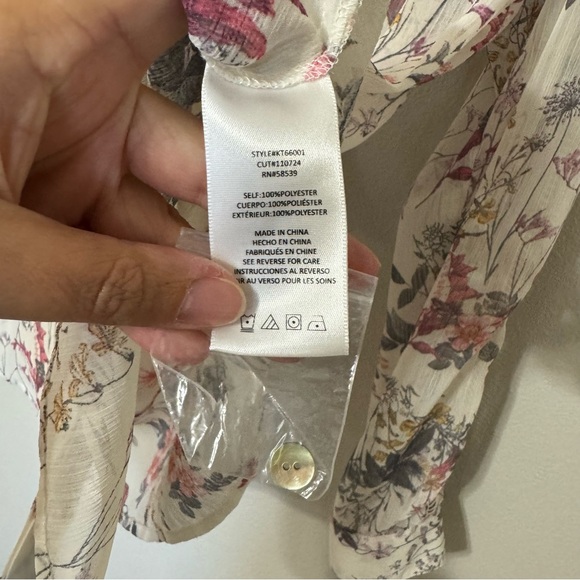 STYLE#KT66001
CUT#110724
RN#58539
SELF:100%POLYESTER
CUERPO:100%POLIÉSTER
EXTÉRIEUR:100%POLYESTER
MADE IN CHINA
HECHO EN CHINA
FABRIQUÉS EN CHINE
SEE REVERSE FOR CARE
INSTRUCCIONES AL REVERSO
AU VERSO POUR LES SOINS